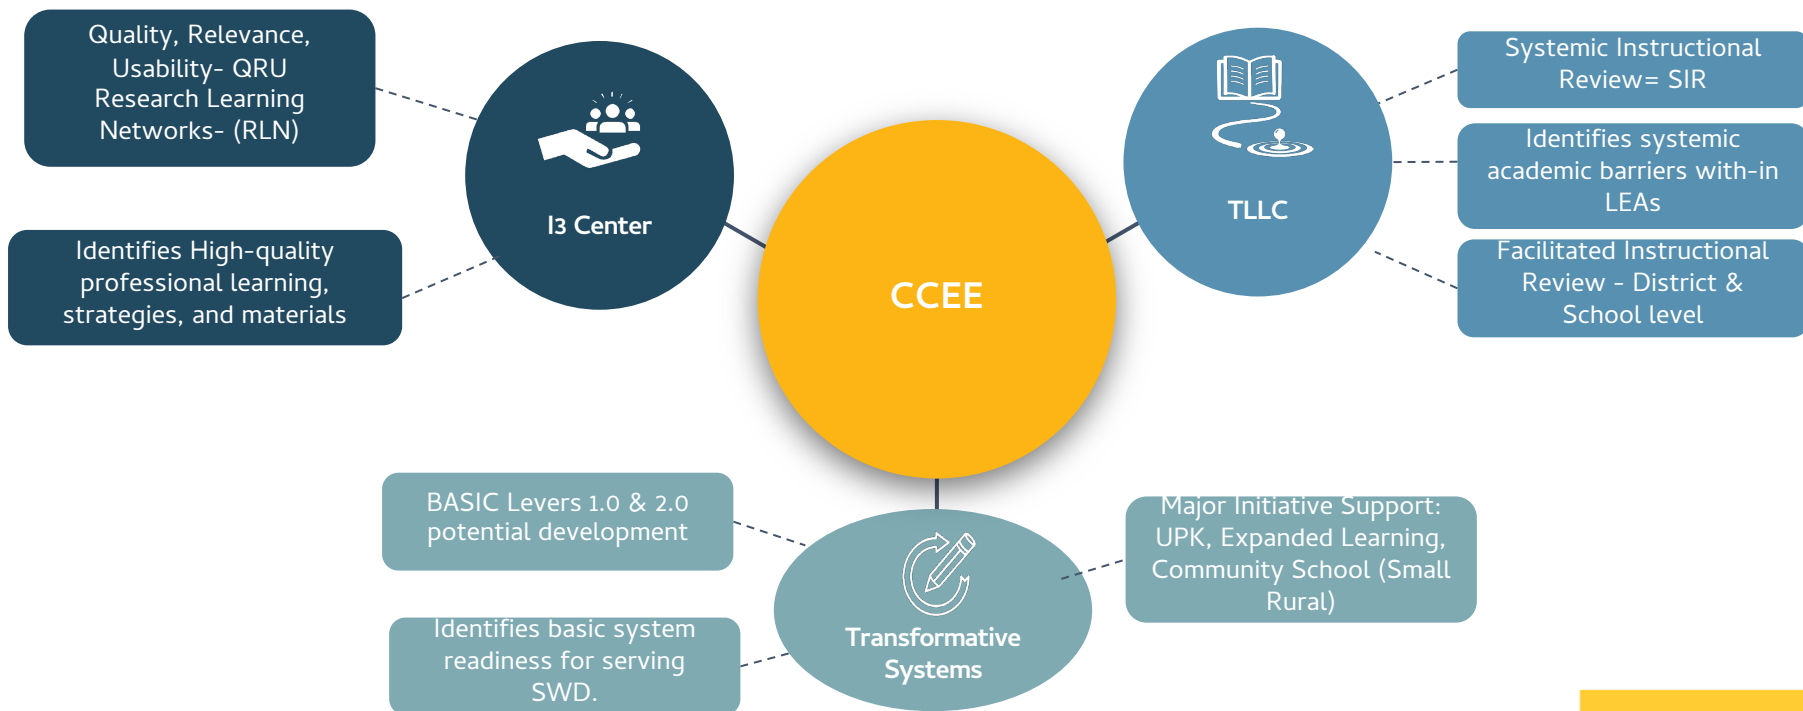 Quality, Relevance,
Usability- QRU
Research Learning
Networks- (RLN)
Identifies High-quality
professional learning,
strategies, and materials
I3 Center
CCEE
TLLC
Systemic Instructional
Review= SIR
Identifies systemic
academic barriers with-in
LEAs
Facilitated Instructional
Review - District &
School level
BASIC Levers 1.0 & 2.0
potential development
Identifies basic system
readiness for serving
SWD.
Transformative
Systems
Major Initiative Support:
UPK, Expanded Learning,
Community School (Small
Rural)